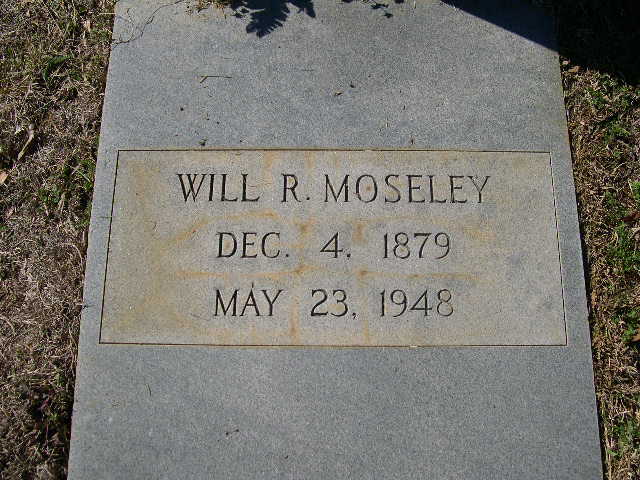 WILL R. MOSELEY
DEC. 4, 1879
MAY 23, 1948